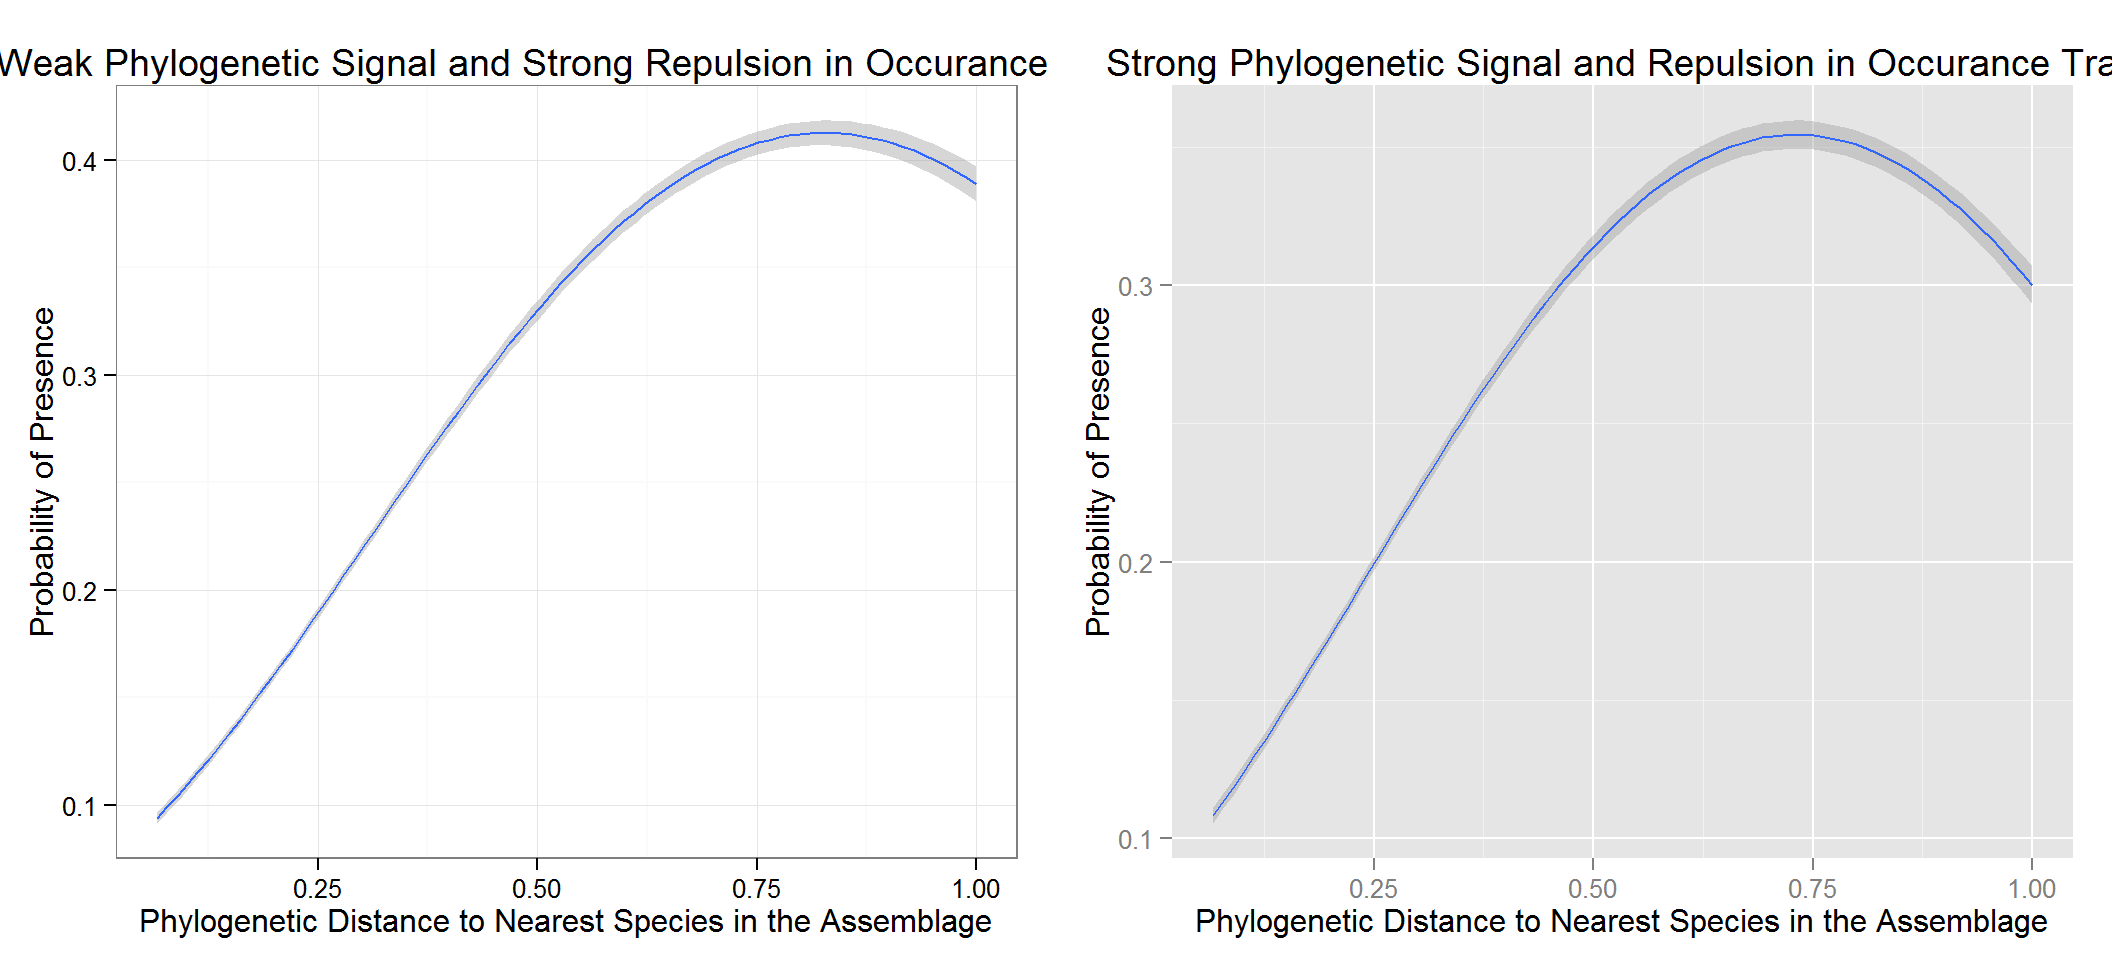 Weak Phylogenetic Signal and Strong Repulsion in Occurance
0.4
0.3
0.2
0.1
Probability of Presence
0.25 0.50 0.75 1.00
Phylogenetic Distance to Nearest Species in the Assemblage
Strong Phylogenetic Signal and Repulsion in Occurance Tra
0.3
0.2
0.1
Probability of Presence
0.25 0.50 0.75 1.00
Phylogenetic Distance to Nearest Species in the Assemblage